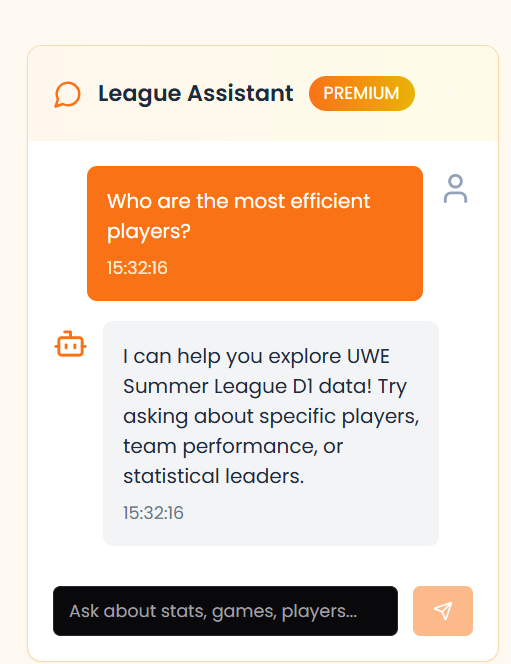 League Assistant PREMIUM
Who are the most efficient
players?
15:32:16
I can help you explore UWE
Summer League D1 data! Try
asking about specific players,
team performance, or
statistical leaders.
15:32:16
Ask about stats, games, players...